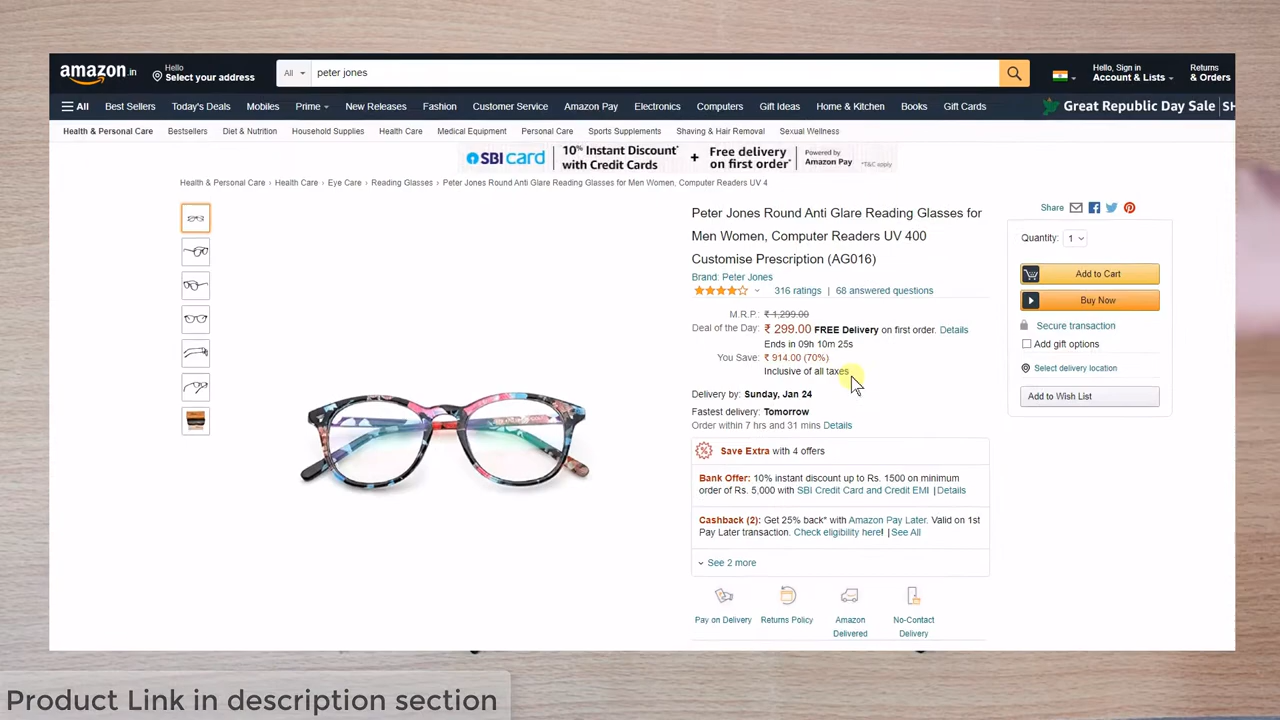 amazon.in
Hello
Select your address
All
peter jones
Hello, Sign in
Account & Lists
Returns
& Orders
All
Best Sellers
Today's Deals
Mobiles
Prime
New Releases
Fashion
Customer Service
Amazon Pay
Electronics
Computers
Gift Ideas
Home & Kitchen
Books
Gift Cards
Great Republic Day Sale | SH
Health & Personal Care
Bestsellers
Diet & Nutrition
Household Supplies
Health Care
Medical Equipment
Personal Care
Sports Supplements
Shaving & Hair Removal
Sexual Wellness
SBI card
10% Instant Discount*
with Credit Cards
+
Free delivery
on first order*
Powered by
Amazon Pay
*T&C apply
Health & Personal Care › Health Care › Eye Care › Reading Glasses › Peter Jones Round Anti Glare Reading Glasses for Men Women, Computer Readers UV 4
Peter Jones Round Anti Glare Reading Glasses for
Men Women, Computer Readers UV 400
Customise Prescription (AG016)
Brand: Peter Jones
316 ratings | 68 answered questions
M.R.P.: ₹ 1,299.00
Deal of the Day: ₹ 299.00 FREE Delivery on first order. Details
Ends in 09h 10m 25s
You Save: ₹ 914.00 (70%)
Inclusive of all taxes
Delivery by: Sunday, Jan 24
Fastest delivery: Tomorrow
Order within 7 hrs and 31 mins Details
Save Extra with 4 offers
Bank Offer: 10% instant discount up to Rs. 1500 on minimum
order of Rs. 5,000 with SBI Credit Card and Credit EMI | Details
Cashback (2): Get 25% back* with Amazon Pay Later. Valid on 1st
Pay Later transaction. Check eligibility here! | See All
See 2 more
Pay on Delivery
Returns Policy
Amazon
Delivered
No-Contact
Delivery
Share
Quantity: 1
Add to Cart
Buy Now
Secure transaction
Add gift options
Select delivery location
Add to Wish List
Product Link in description section